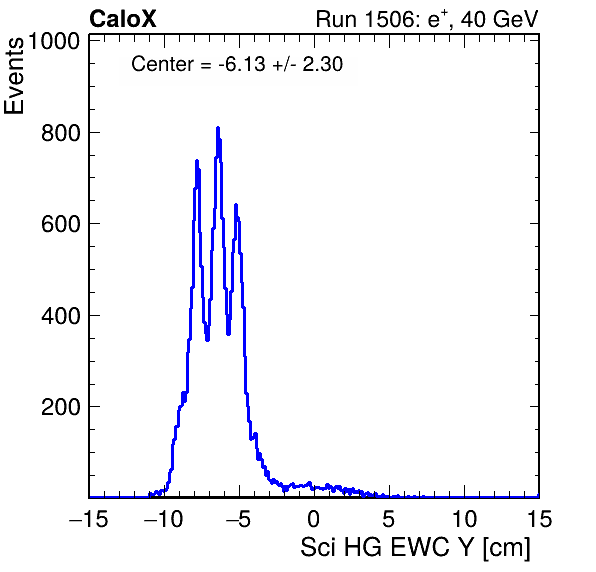 CaloX Run 1506: e⁺, 40 GeV
Events
Center = -6.13 +/- 2.30
1000
800
600
400
200
−15 −10 −5 0 5 10 15
Sci HG EWC Y [cm]